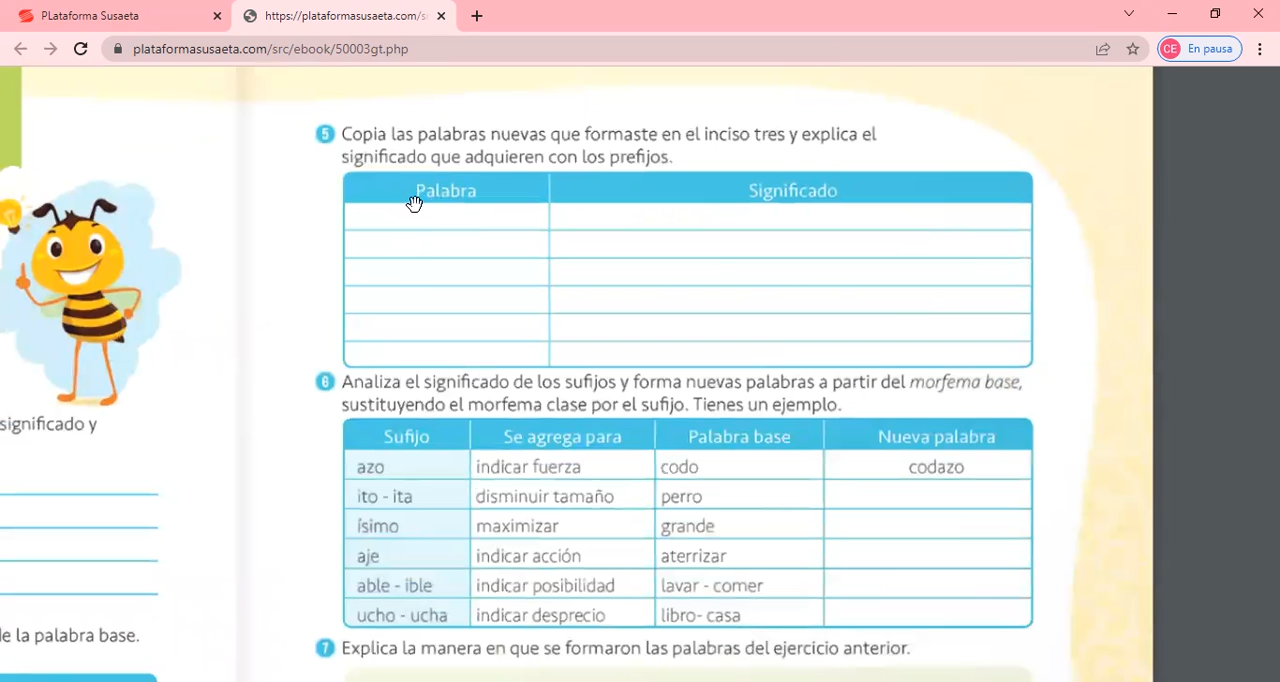 PLataforma Susaeta
https://plataformasusaeta.com/s
plataformasusaeta.com/src/ebook/50003gt.php
CE En pausa
5 Copia las palabras nuevas que formaste en el inciso tres y explica el
significado que adquieren con los prefijos.
Palabra Significado
6 Analiza el significado de los sufijos y forma nuevas palabras a partir del morfema base,
sustituyendo el morfema clase por el sufijo. Tienes un ejemplo.
Sufijo Se agrega para Palabra base Nueva palabra
azo indicar fuerza codo codazo
ito - ita disminuir tamaño perro
ísimo maximizar grande
aje indicar acción aterrizar
able - ible indicar posibilidad lavar - comer
ucho - ucha indicar desprecio libro- casa
7 Explica la manera en que se formaron las palabras del ejercicio anterior.
significado y
le la palabra base.